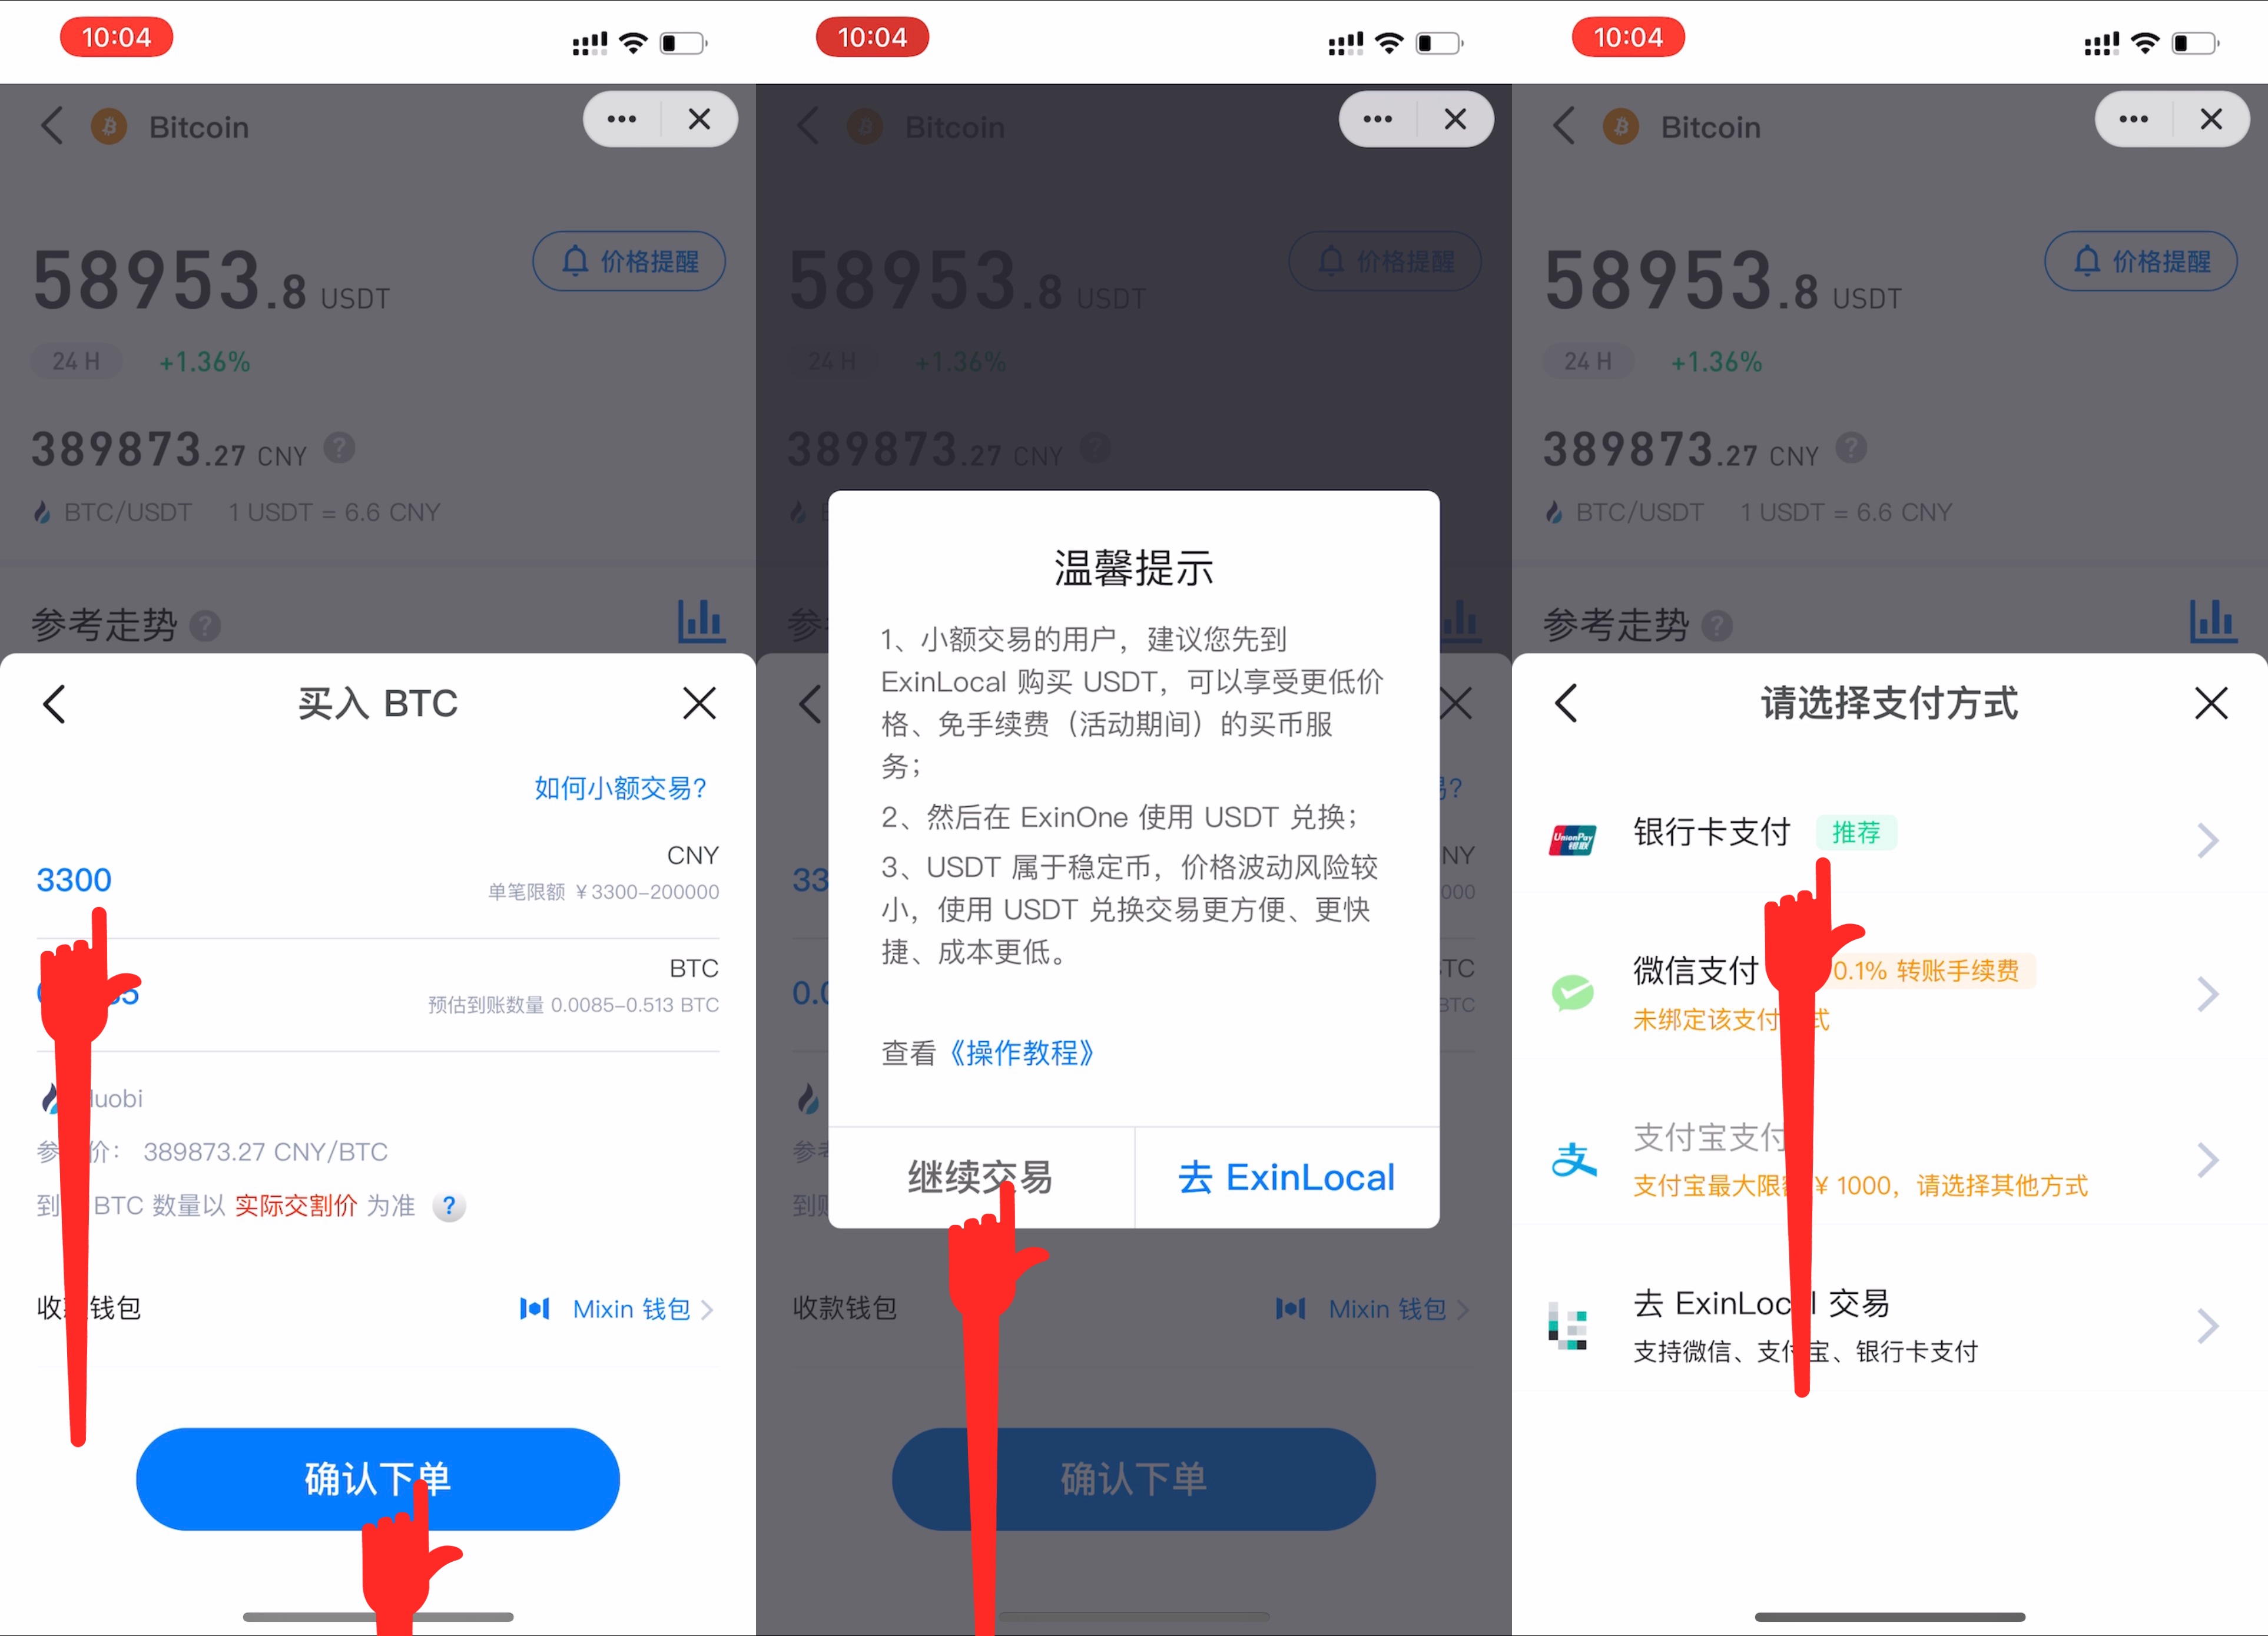 10:04
Bitcoin
58953.8 USDT
价格提醒
24 H +1.36%
389873.27 CNY ?
BTC/USDT 1 USDT = 6.6 CNY
参考走势 ?
买入 BTC
如何小额交易?
CNY
3300
单笔限额 ￥3300-200000
BTC
预估到账数量 0.0085-0.513 BTC
389873.27 CNY/BTC
BTC 数量以 实际交割价 为准 ?
钱包
Mixin 钱包
确认下单
10:04
Bitcoin
58953.8 USDT
价格提醒
24 H +1.36%
389873.27 CNY ?
温馨提示
1、小额交易的用户，建议您先到
ExinLocal 购买 USDT，可以享受更低价
格、免手续费（活动期间）的买币服
务；
2、然后在 ExinOne 使用 USDT 兑换；
3、USDT 属于稳定币，价格波动风险较
小，使用 USDT 兑换交易更方便、更快
捷、成本更低。
查看《操作教程》
继续交易
去 ExinLocal
收款钱包
Mixin 钱包
确认下单
10:04
Bitcoin
58953.8 USDT
价格提醒
24 H +1.36%
389873.27 CNY ?
BTC/USDT 1 USDT = 6.6 CNY
参考走势 ?
请选择支付方式
UnionPay
银联
银行卡支付 推荐
微信支付 0.1% 转账手续费
未绑定该支付 式
支付宝支付
支 支付宝最大限 ¥ 1000，请选择其他方式
去 ExinLocal 交易
支持微信、支付宝、银行卡支付